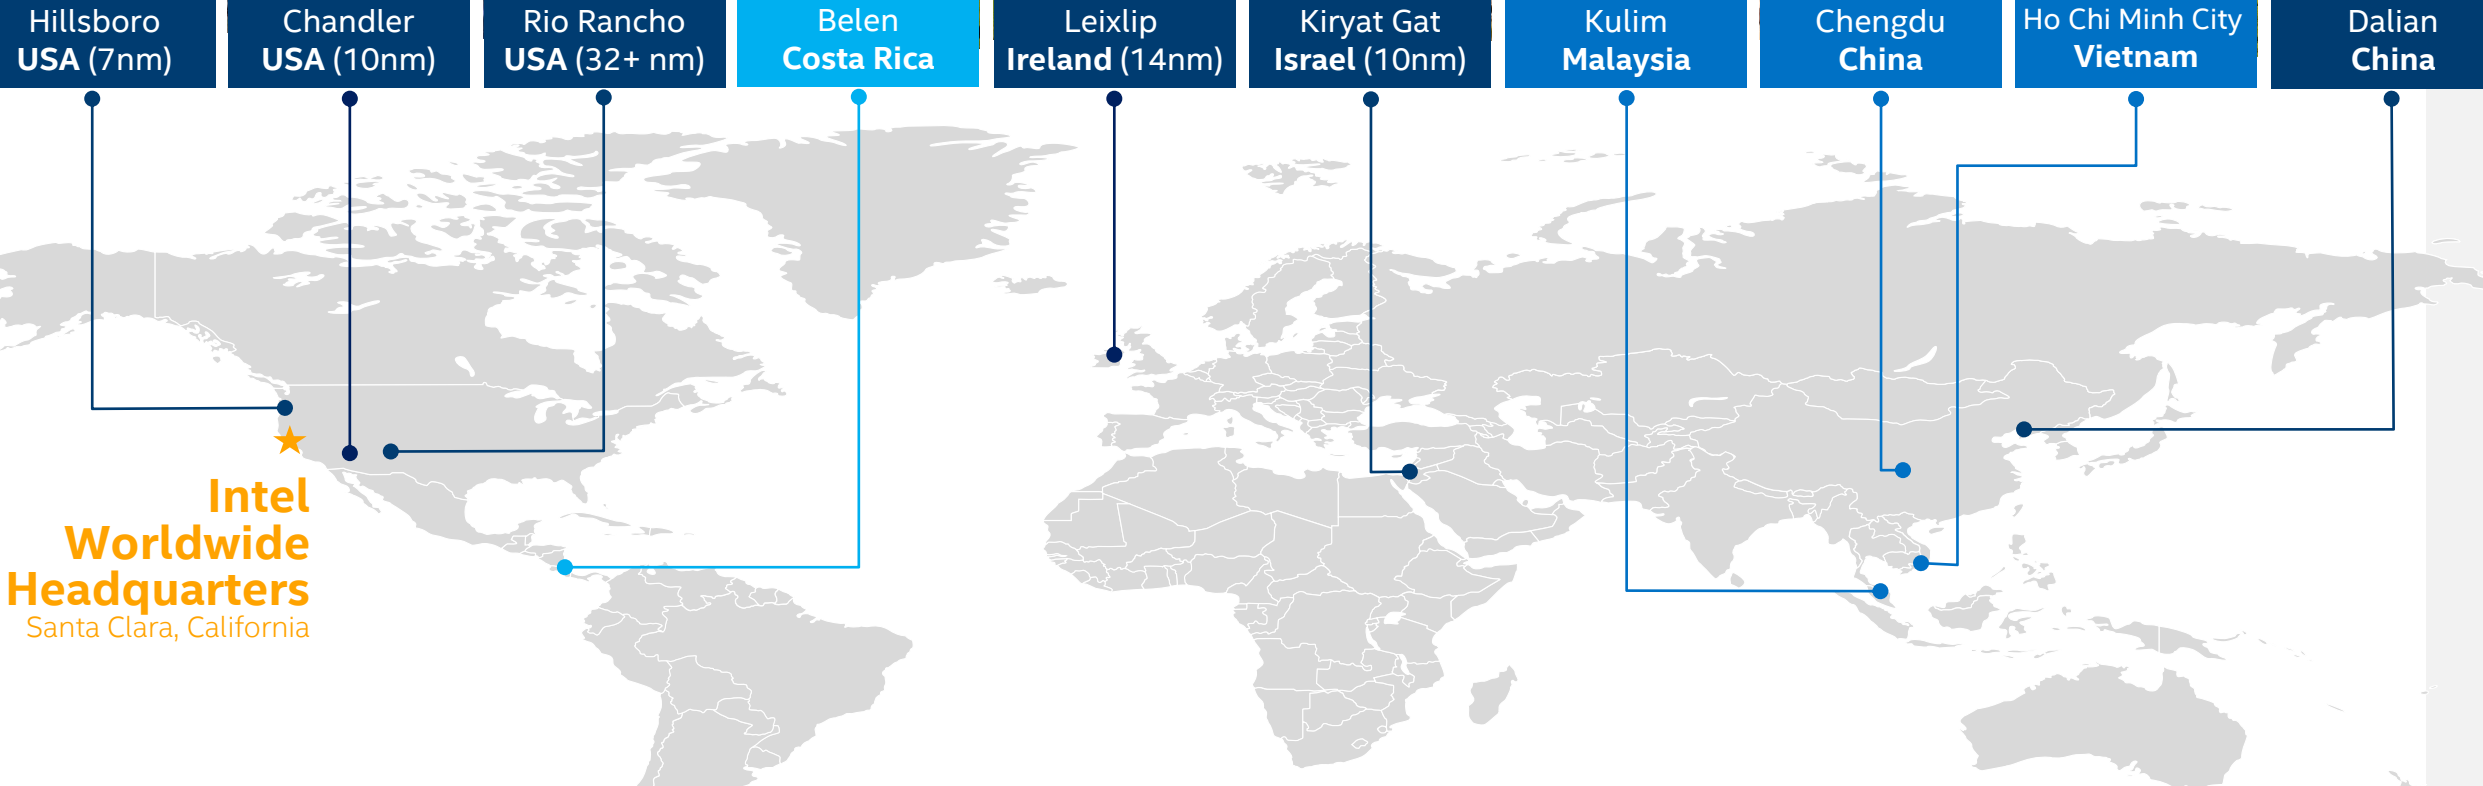 Hillsboro
USA (7nm)
Chandler
USA (10nm)
Rio Rancho
USA (32+ nm)
Belen
Costa Rica
Leixlip
Ireland (14nm)
Kiryat Gat
Israel (10nm)
Kulim
Malaysia
Chengdu
China
Ho Chi Minh City
Vietnam
Dalian
China
Intel
Worldwide
Headquarters
Santa Clara, California